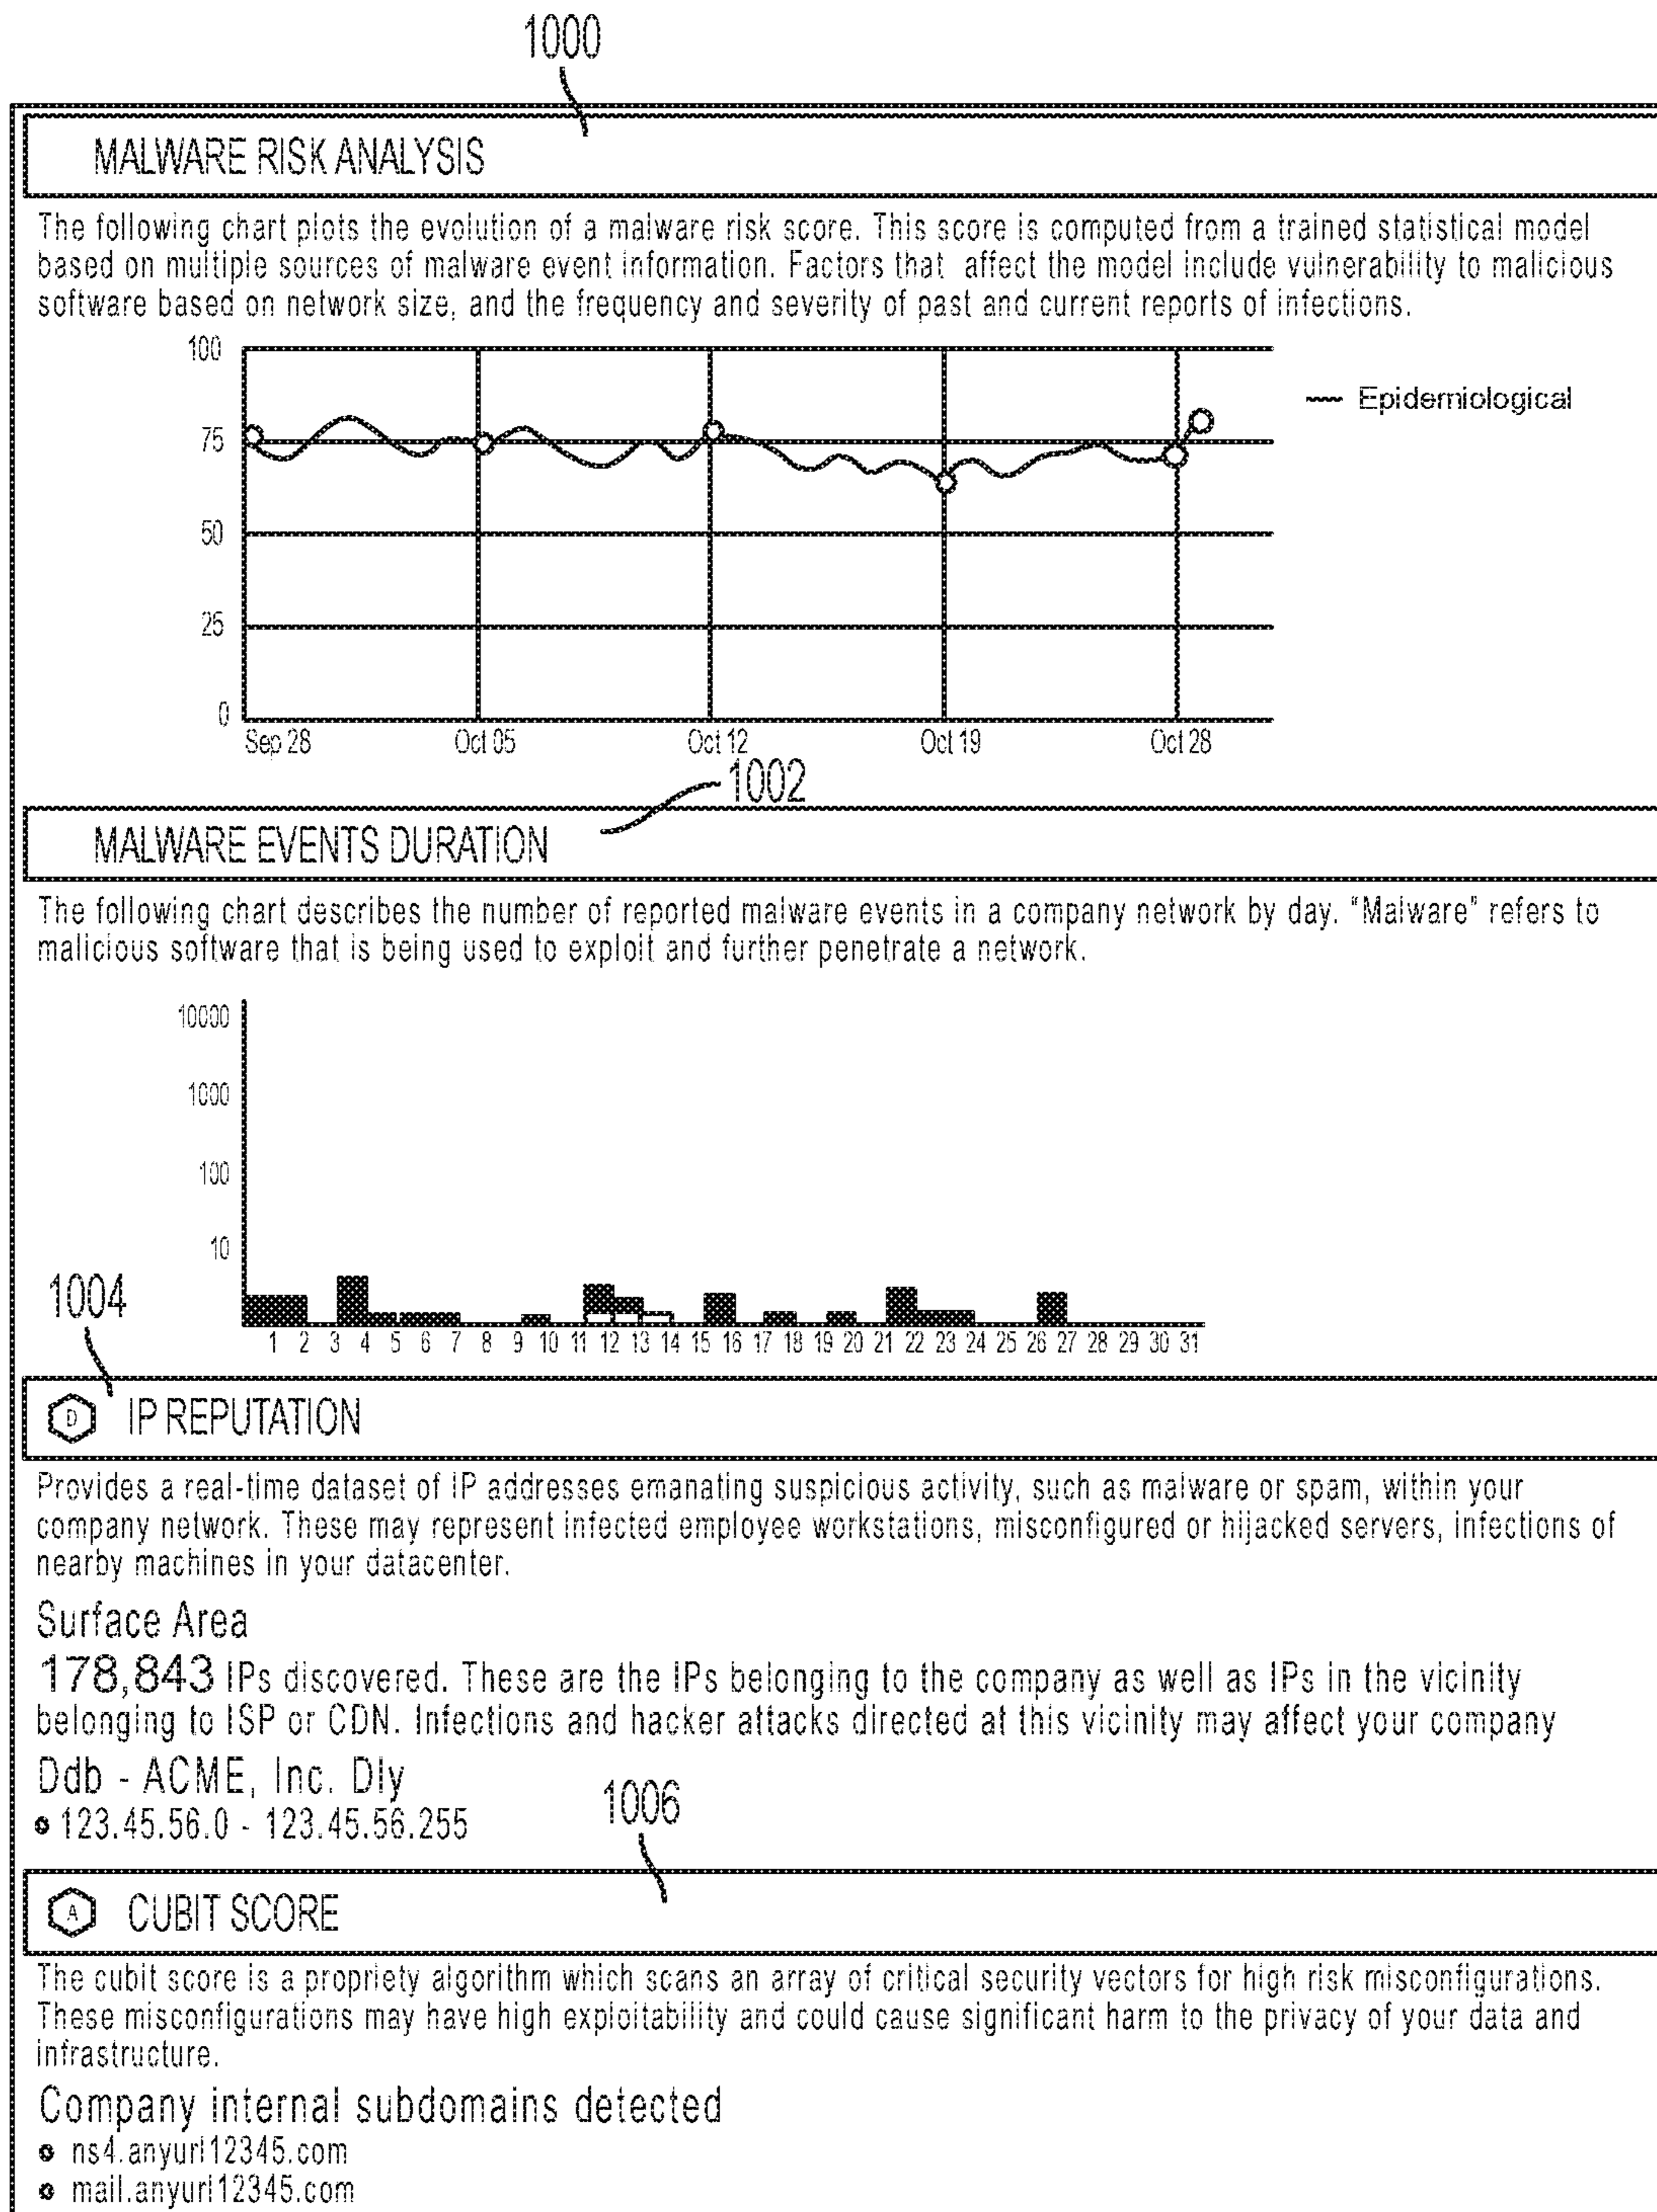 1000
MALWARE RISK ANALYSIS
The following chart plots the evolution of a malware risk score. This score is computed from a trained statistical model
based on multiple sources of malware event information. Factors that affect the model include vulnerability to malicious
software based on network size, and the frequency and severity of past and current reports of infections.
100
75
50
25
0
Epidemiological
Sep 28 Oct 05 Oct 12 Oct 19 Oct 28
1002
MALWARE EVENTS DURATION
The following chart describes the number of reported malware events in a company network by day. "Malware" refers to
malicious software that is being used to exploit and further penetrate a network.
10000
1000
100
10
1 2 3 4 5 6 7 8 9 10 11 12 13 14 15 16 17 18 19 20 21 22 23 24 25 26 27 28 29 30 31
1004
D IP REPUTATION
Provides a real-time dataset of IP addresses emanating suspicious activity, such as malware or spam, within your
company network. These may represent infected employee workstations, misconfigured or hijacked servers, infections of
nearby machines in your datacenter.
Surface Area
178,843 IPs discovered. These are the IPs belonging to the company as well as IPs in the vicinity
belonging to ISP or CDN. Infections and hacker attacks directed at this vicinity may affect your company
Ddb - ACME, Inc. Dly
123.45.56.0 - 123.45.56.255
1006
A CUBIT SCORE
The cubit score is a propriety algorithm which scans an array of critical security vectors for high risk misconfigurations.
These misconfigurations may have high exploitability and could cause significant harm to the privacy of your data and
infrastructure.
Company internal subdomains detected
ns4.anyurl12345.com
mail.anyurl12345.com